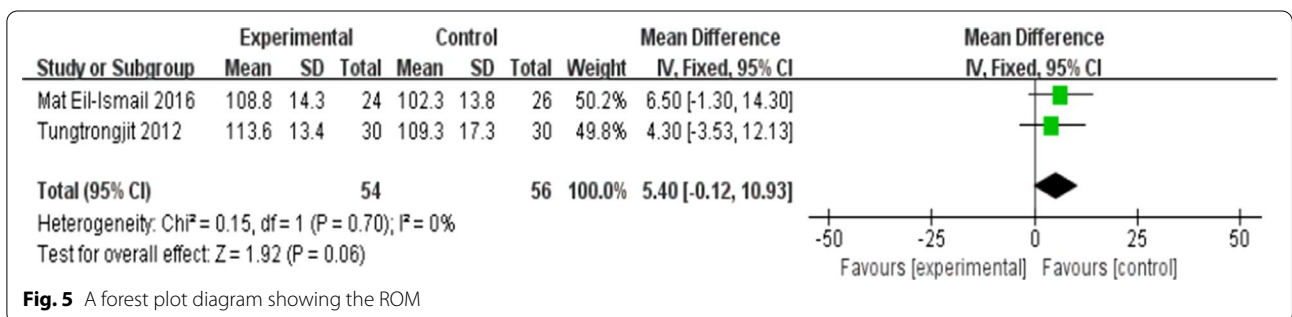 Experimental Control Mean Difference Mean Difference
Study or Subgroup Mean SD Total Mean SD Total Weight IV, Fixed, 95% CI IV, Fixed, 95% CI
Mat Eil-Ismail 2016 108.8 14.3 24 102.3 13.8 26 50.2% 6.50 [-1.30, 14.30]
Tungtrongjit 2012 113.6 13.4 30 109.3 17.3 30 49.8% 4.30 [-3.53, 12.13]
Total (95% CI) 54 56 100.0% 5.40 [-0.12, 10.93]
Heterogeneity: Chi² = 0.15, df = 1 (P = 0.70); I² = 0%
Test for overall effect: Z = 1.92 (P = 0.06)
-50 -25 0 25 50
Favours [experimental] Favours [control]
Fig. 5 A forest plot diagram showing the ROM